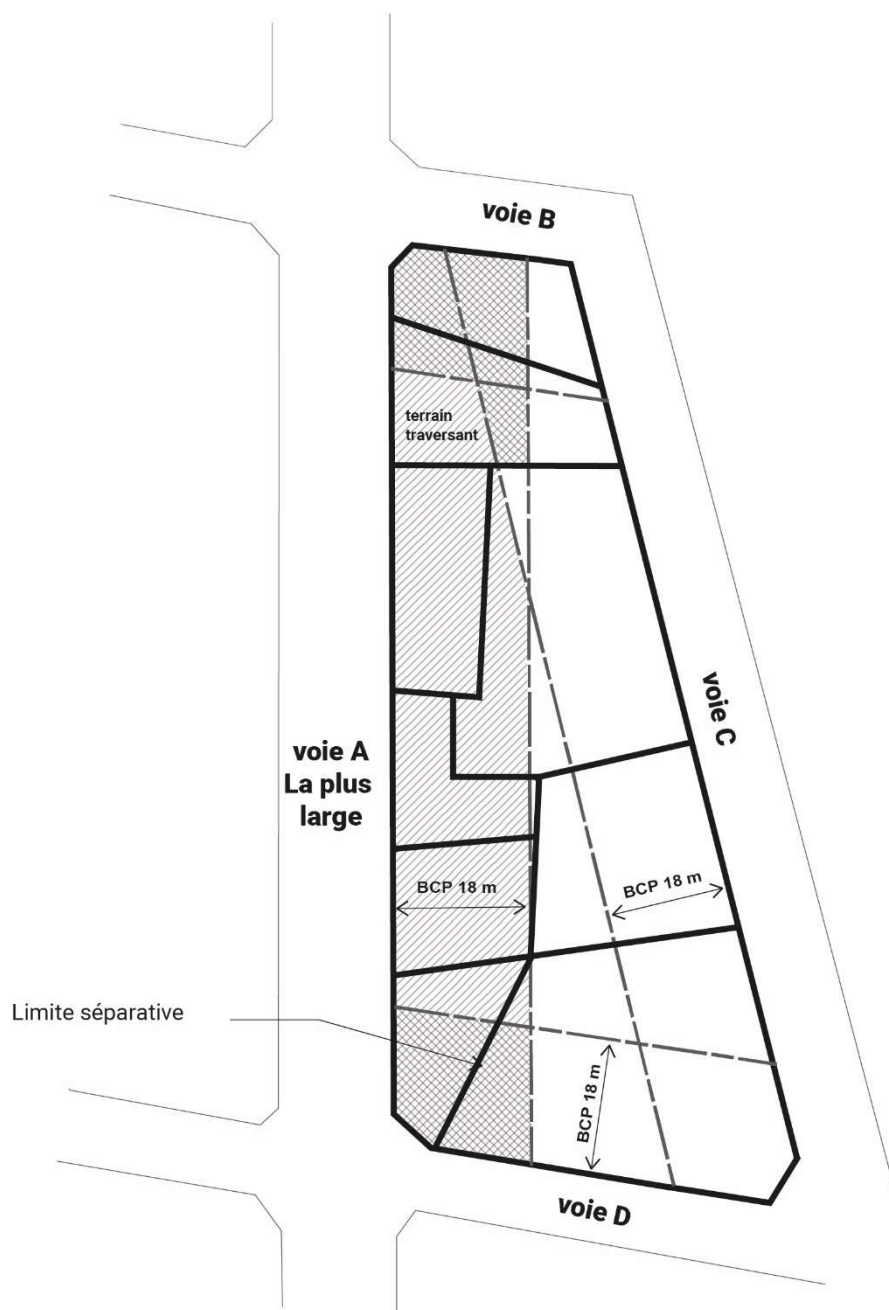 voie B
terrain
traversant
voie C
voie A
La plus
large
BCP 18 m
BCP 18 m
Limite séparative
BCP 18 m
voie D